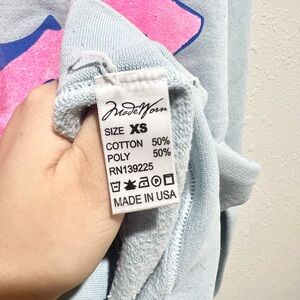 MadeWorn
SIZE XS
COTTON 50%
POLY 50%
RN139225
MADE IN USA